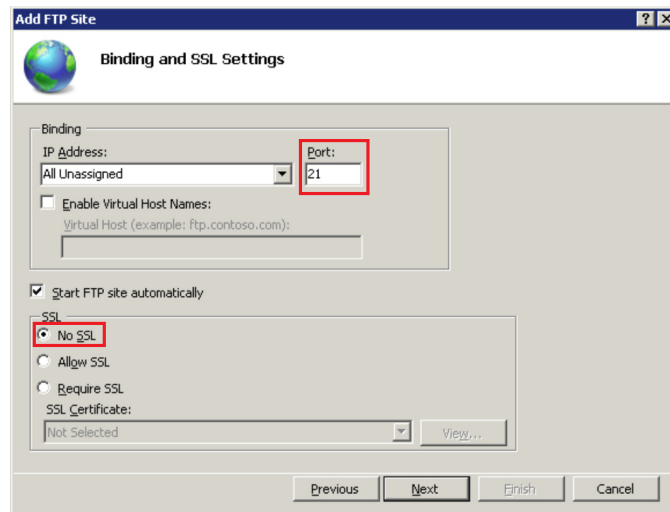 Add FTP Site
Binding and SSL Settings
Binding
IP Address:
Port:
All Unassigned
21
Enable Virtual Host Names:
Virtual Host (example: ftp.contoso.com):
Start FTP site automatically
SSL
No SSL
Allow SSL
Require SSL
SSL Certificate:
Not Selected
View...
Previous
Next
Finish
Cancel